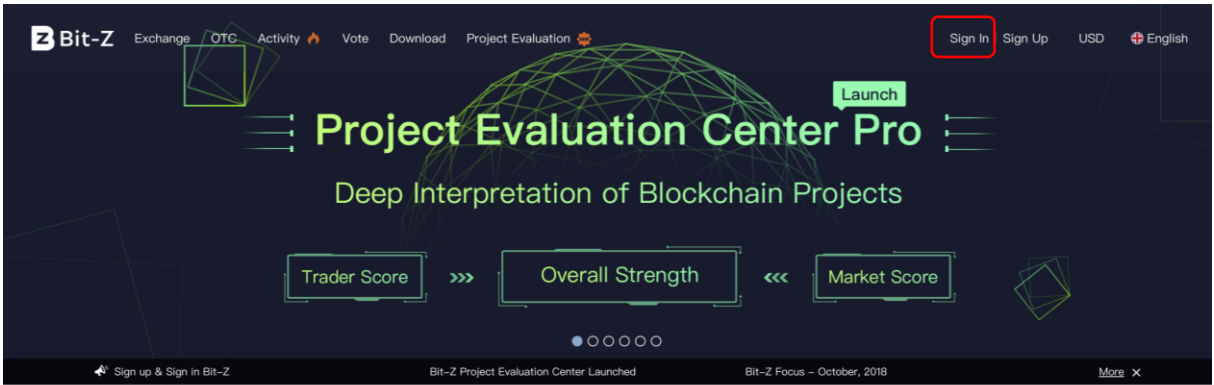 Bit-Z Exchange OTC Activity Vote Download Project Evaluation Sign In Sign Up USD English
Launch
Project Evaluation Center Pro
Deep Interpretation of Blockchain Projects
Trader Score >>> Overall Strength <<< Market Score
Sign up & Sign in Bit-Z Bit-Z Project Evaluation Center Launched Bit-Z Focus – October, 2018 More X